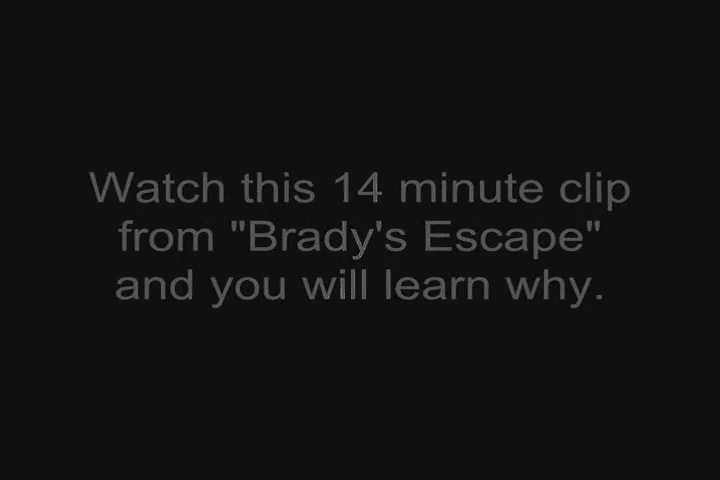 Watch this 14 minute clip
from "Brady's Escape"
and you will learn why.